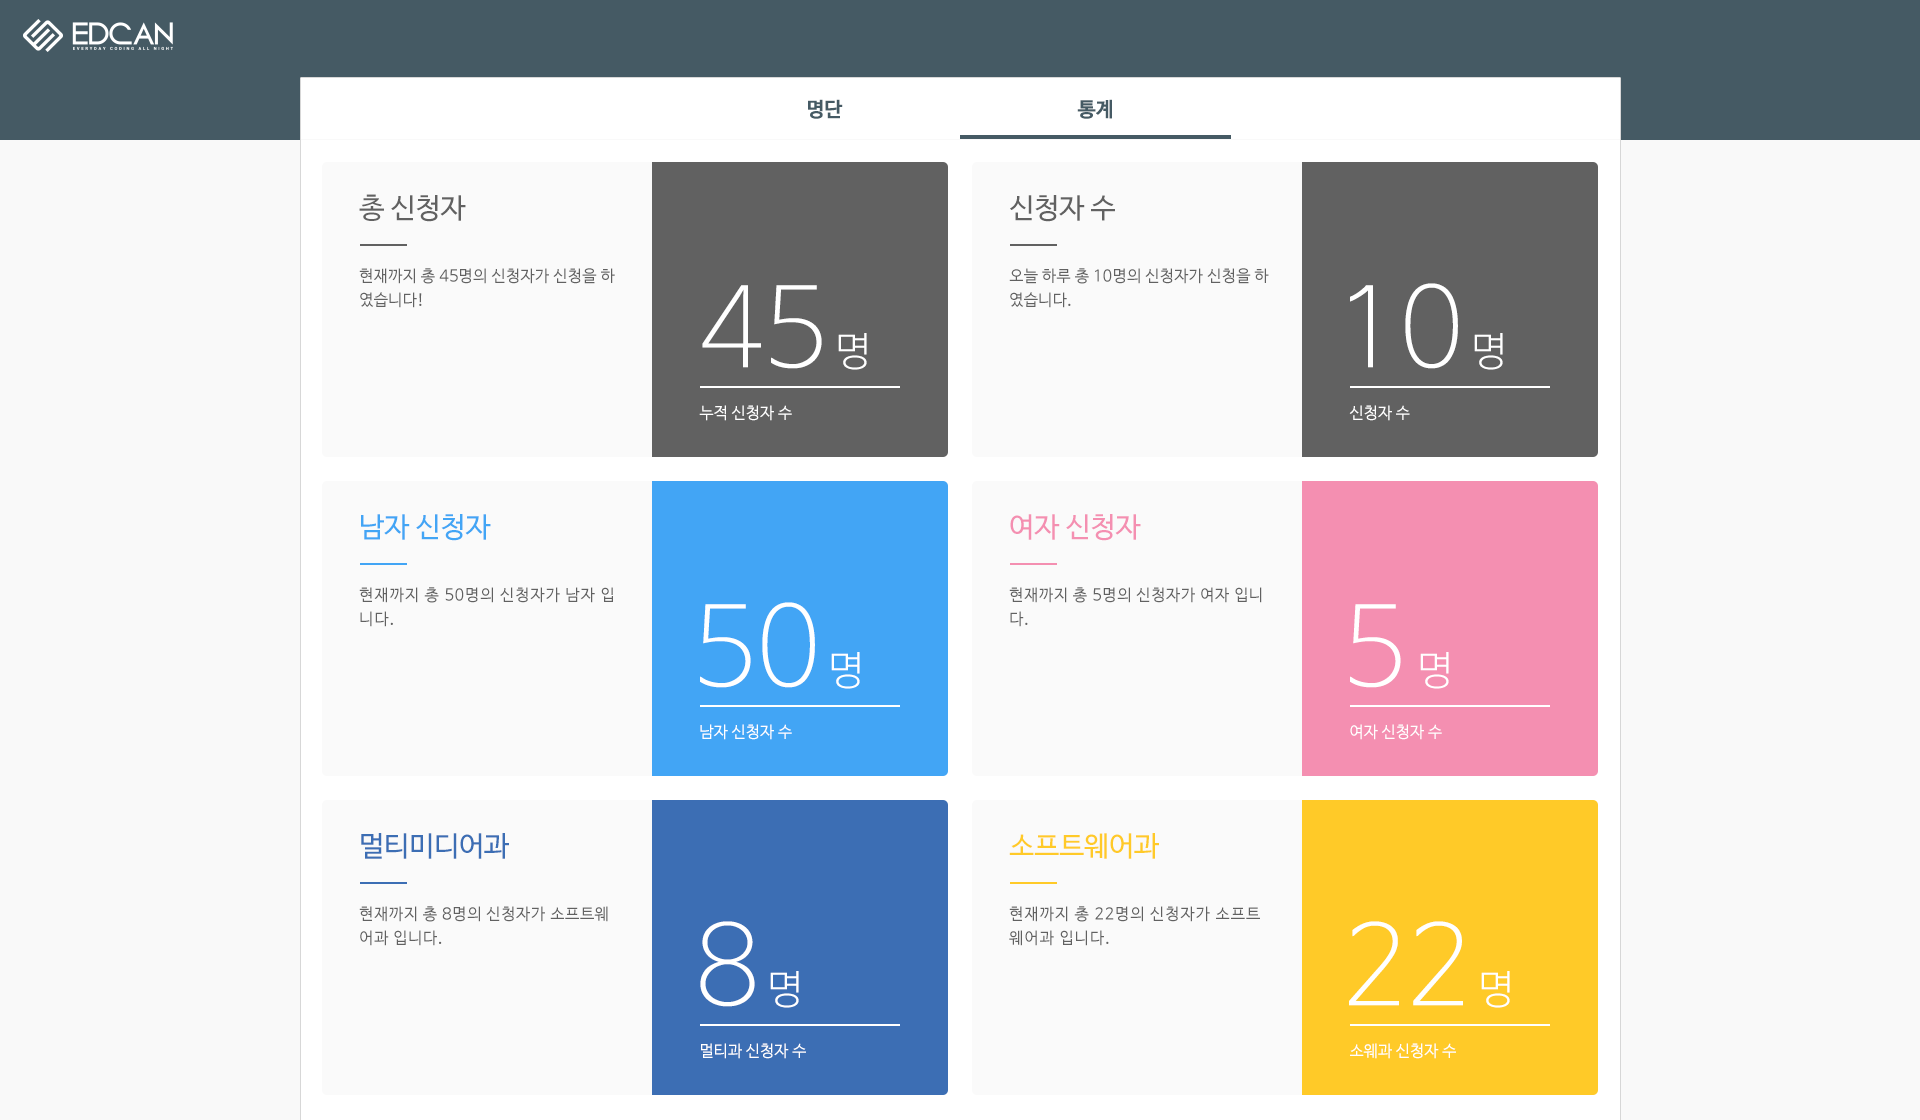 EDCAN
EVERYDAY CODING ALL NIGHT
명단
통계
총 신청자
현재까지 총 45명의 신청자가 신청을 하
였습니다!
45 명
누적 신청자 수
신청자 수
오늘 하루 총 10명의 신청자가 신청을 하
였습니다.
10 명
신청자 수
남자 신청자
현재까지 총 50명의 신청자가 남자 입
니다.
50 명
남자 신청자 수
여자 신청자
현재까지 총 5명의 신청자가 여자 입니
다.
5 명
여자 신청자 수
멀티미디어과
현재까지 총 8명의 신청자가 소프트웨
어과 입니다.
8 명
멀티과 신청자 수
소프트웨어과
현재까지 총 22명의 신청자가 소프트
웨어과 입니다.
22 명
소웨과 신청자 수